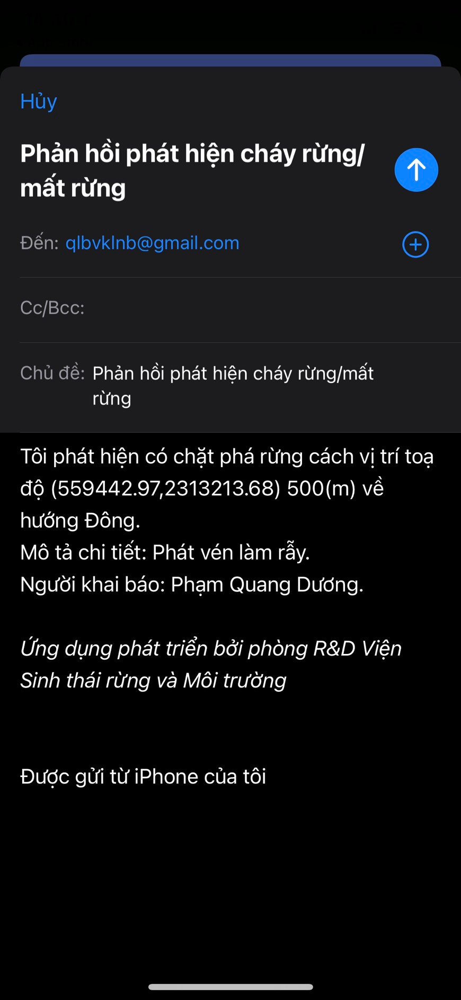 Hủy
Phản hồi phát hiện cháy rừng/
mất rừng
Đến: qlbvklnb@gmail.com
Cc/Bcc:
Chủ đề: Phản hồi phát hiện cháy rừng/mất
rừng
Tôi phát hiện có chặt phá rừng cách vị trí toạ
độ (559442.97,2313213.68) 500(m) về
hướng Đông.
Mô tả chi tiết: Phát vén làm rẫy.
Người khai báo: Phạm Quang Dương.
Ứng dụng phát triển bởi phòng R&D Viện
Sinh thái rừng và Môi trường
Được gửi từ iPhone của tôi